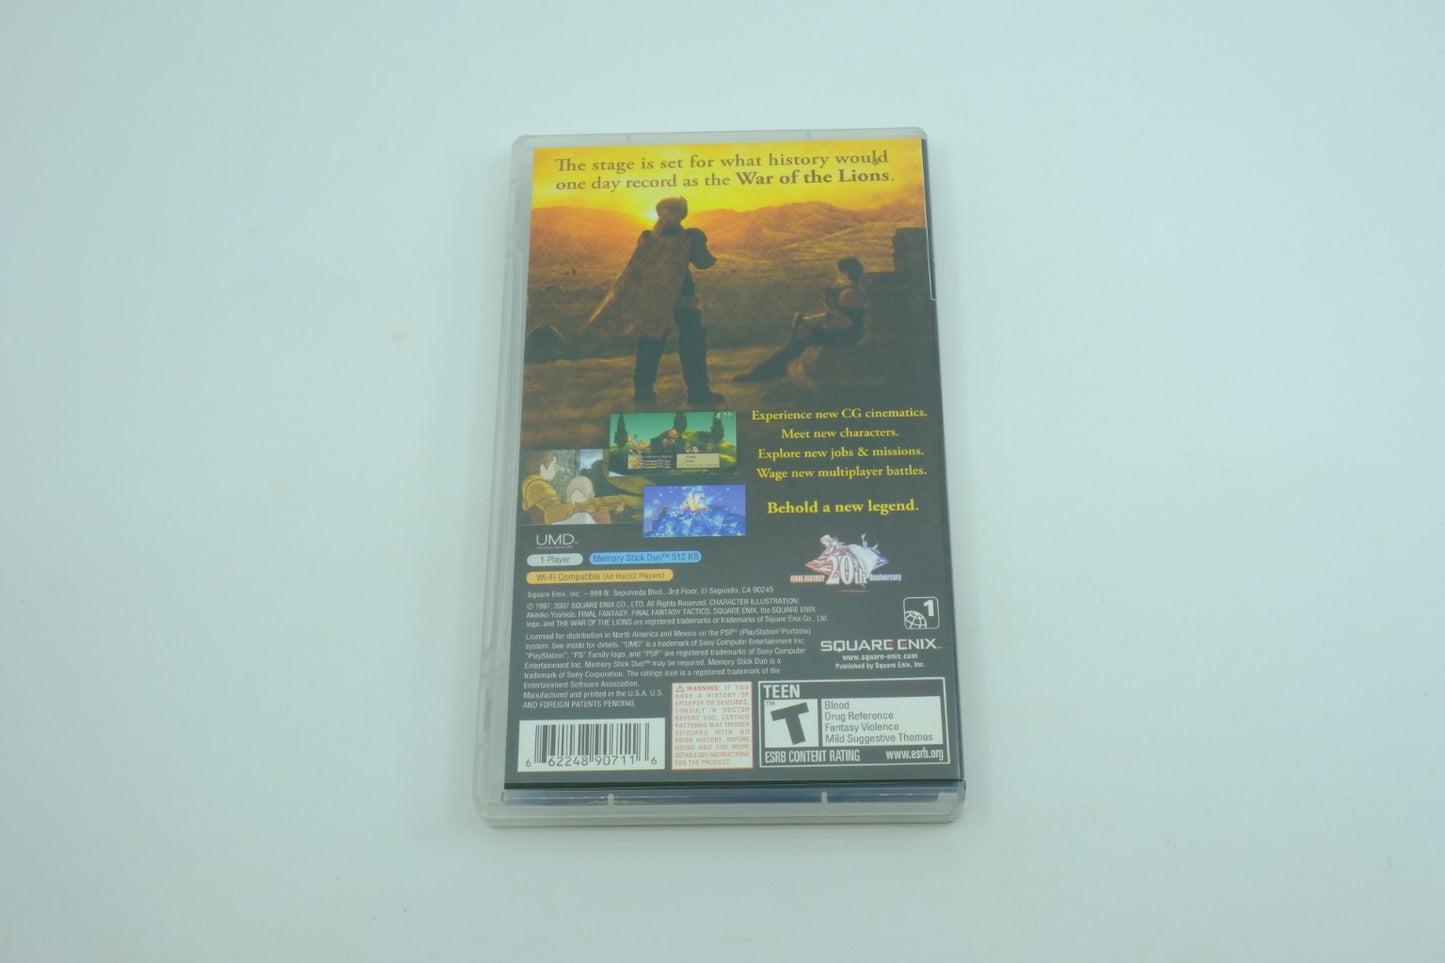 The stage is set for what history would
one day record as the War of the Lions.
Experience new CG cinematics.
Meet new characters.
Explore new jobs & missions.
Wage new multiplayer battles.
Behold a new legend.
UMD
1 Player
Memory Stick Duo™ 512 KB
Wi-Fi Compatible (Ad Hoc)(2 Players)
FINAL FANTASY 20th Anniversary
Square Enix, Inc. – 999 N. Sepulveda Blvd., 3rd Floor, El Segundo, CA 90245
© 1997, 2007 SQUARE ENIX CO., LTD. All Rights Reserved. CHARACTER ILLUSTRATION:
Akihiko Yoshida. FINAL FANTASY, FINAL FANTASY TACTICS, SQUARE ENIX, the SQUARE ENIX
logo, and THE WAR OF THE LIONS are registered trademarks or trademarks of Square Enix Co., Ltd.
Licensed for distribution in North America and Mexico on the PSP® (PlayStation®Portable)
system. See inside for details. "UMD" is a trademark of Sony Computer Entertainment Inc.
"PlayStation", "PS" Family logo, and "PSP" are registered trademarks of Sony Computer
Entertainment Inc. Memory Stick Duo™ may be required. Memory Stick Duo is a
trademark of Sony Corporation. The ratings icon is a registered trademark of the
Entertainment Software Association.
Manufactured and printed in the U.S.A. U.S.
AND FOREIGN PATENTS PENDING.
1
SQUARE ENIX
www.square-enix.com
Published by Square Enix, Inc.
WARNING: IF YOU
HAVE A HISTORY OF
EPILEPSY OR SEIZURES,
CONSULT A DOCTOR
BEFORE USE. CERTAIN
PATTERNS MAY TRIGGER
SEIZURES WITH NO
PRIOR HISTORY. BEFORE
USING AND FOR MORE
DETAILS SEE INSTRUCTIONS
FOR THE PRODUCT.
TEEN
T
Blood
Drug Reference
Fantasy Violence
Mild Suggestive Themes
ESRB CONTENT RATING www.esrb.org
6 62248 90711 6